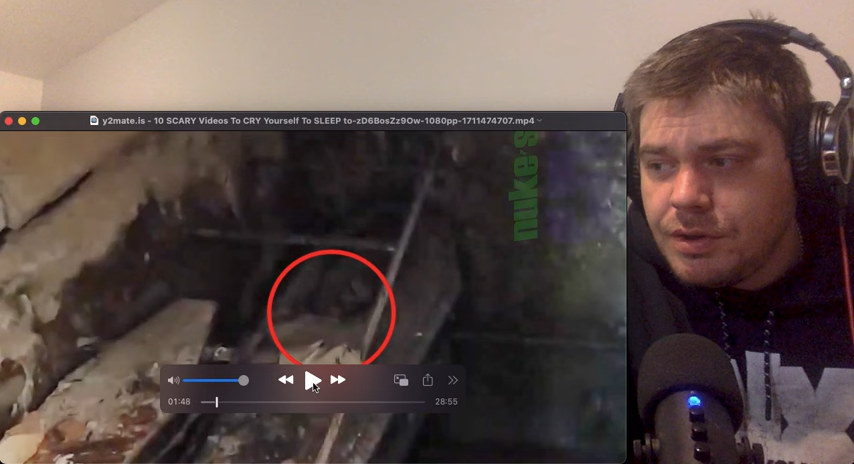 y2mate.is - 10 SCARY Videos To CRY Yourself To SLEEP to-zD6BosZz9Ow-1080pp-1711474707.mp4
nuke's
01:48
28:55